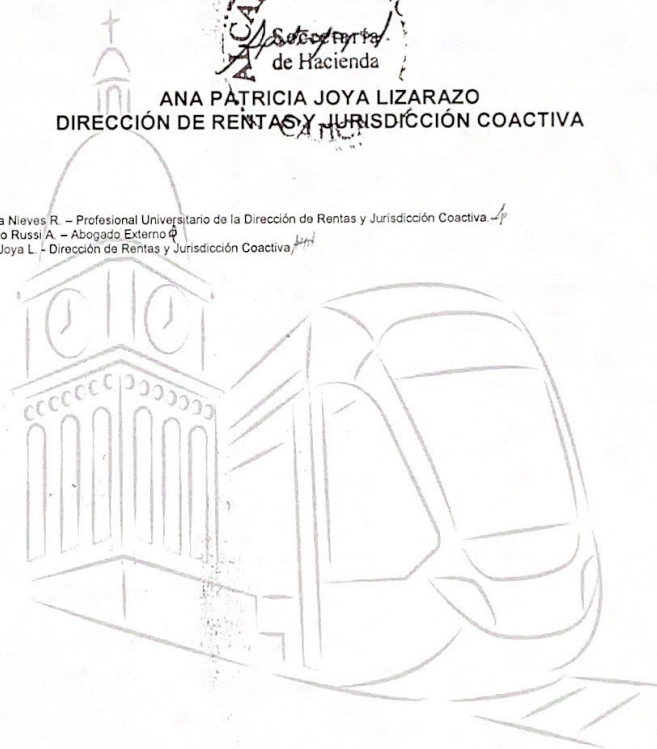 Secretaría
de Hacienda
ANA PATRICIA JOYA LIZARAZO
DIRECCIÓN DE RENTAS Y JURISDICCIÓN COACTIVA
a Nieves R. – Profesional Universitario de la Dirección de Rentas y Jurisdicción Coactiva.
o Russi A. – Abogado Externo
Joya L. - Dirección de Rentas y Jurisdicción Coactiva